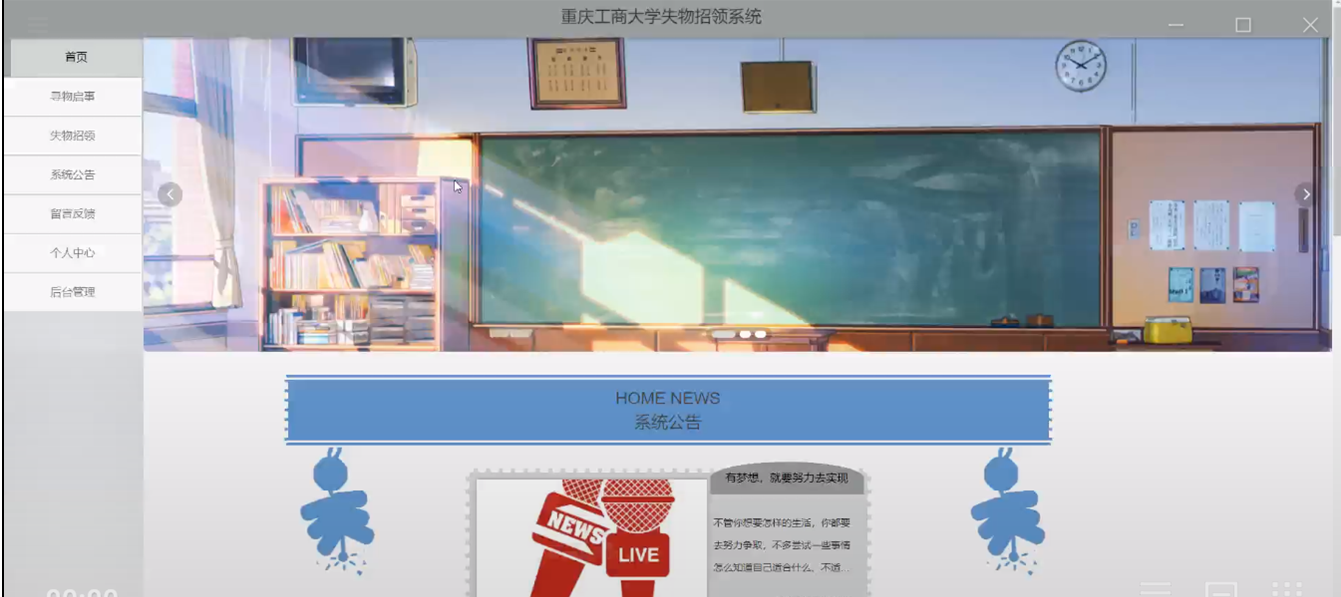 重庆工商大学失物招领系统
首页
寻物启事
失物招领
系统公告
留言反馈
个人中心
后台管理
HOME NEWS
系统公告
有梦想，就要努力去实现
NEWS
LIVE
不管你想要怎样的生活，你都要
去努力争取，不多尝试一些事情
怎么知道自己适合什么、不适...